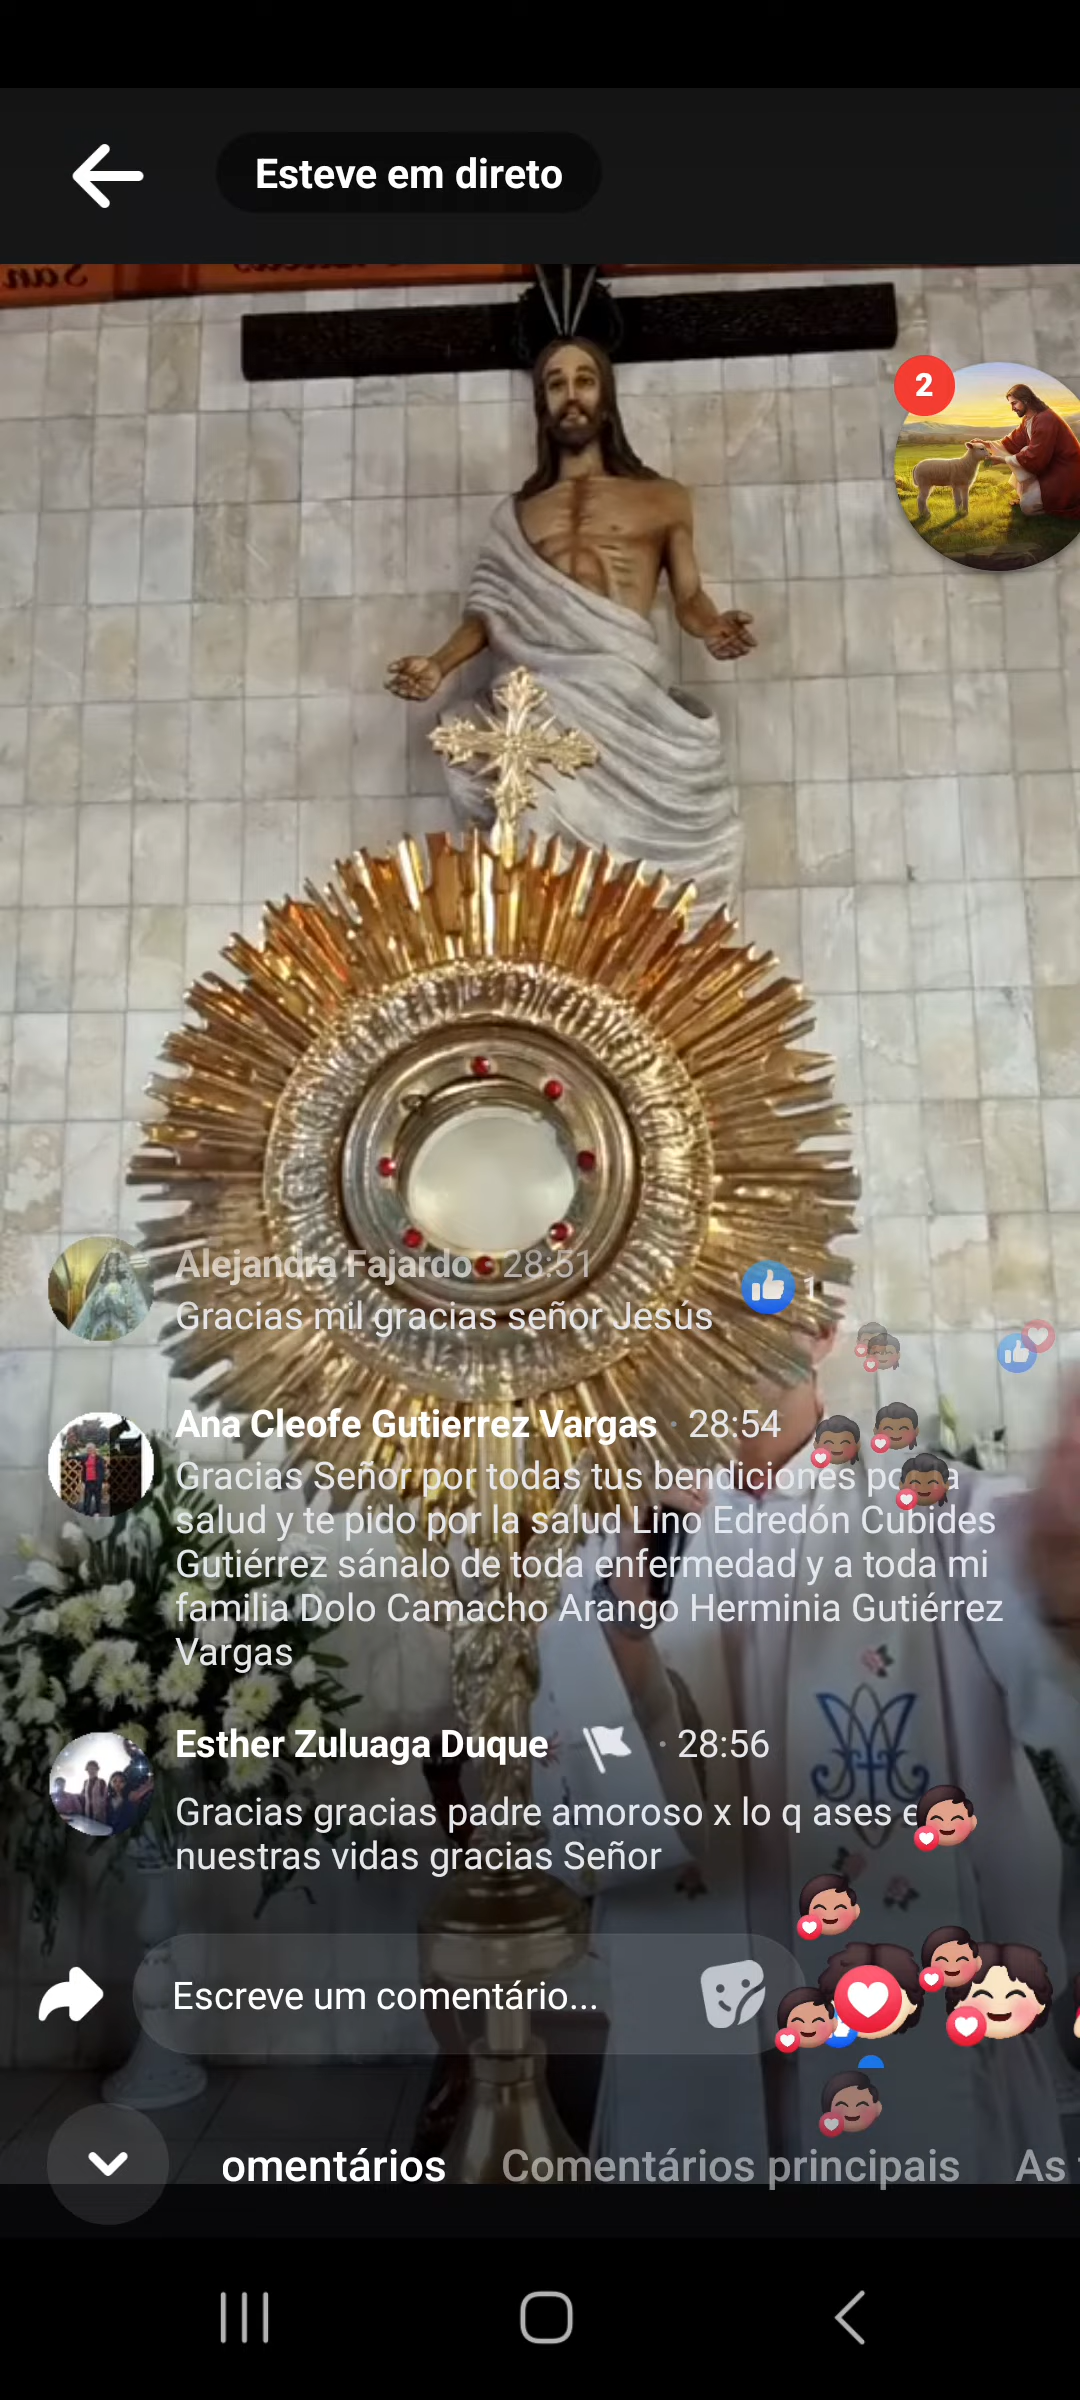 Esteve em direto
San
2
Alejandra Fajardo · 28:51
Gracias mil gracias señor Jesús
1
Ana Cleofe Gutierrez Vargas · 28:54
Gracias Señor por todas tus bendiciones
salud y te pido por la salud Lino Edredón Cubides
Gutiérrez sánalo de toda enfermedad y a toda mi
familia Dolo Camacho Arango Herminia Gutiérrez
Vargas
Esther Zuluaga Duque · 28:56
Gracias gracias padre amoroso x lo q ases
nuestras vidas gracias Señor
Escreve um comentário...
omentários Comentários principais As